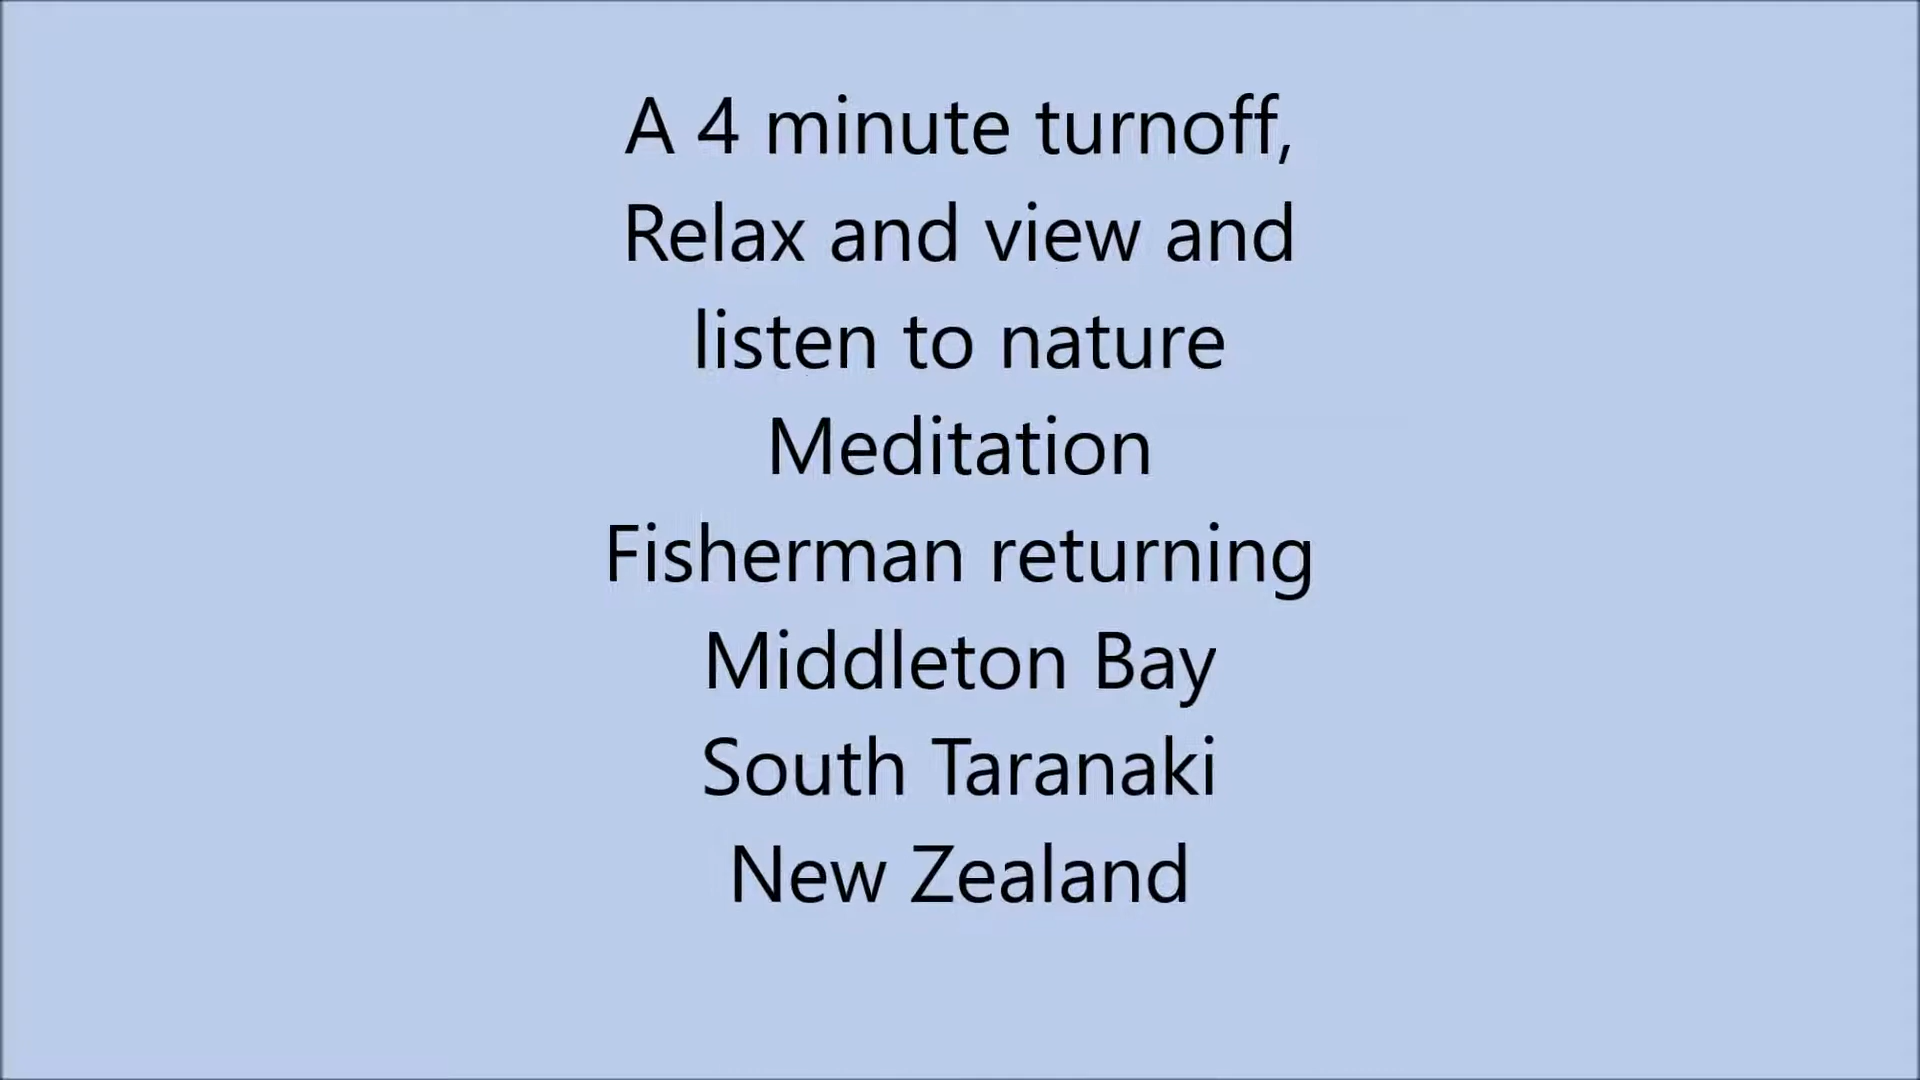 A 4 minute turnoff,
Relax and view and
listen to nature
Meditation
Fisherman returning
Middleton Bay
South Taranaki
New Zealand